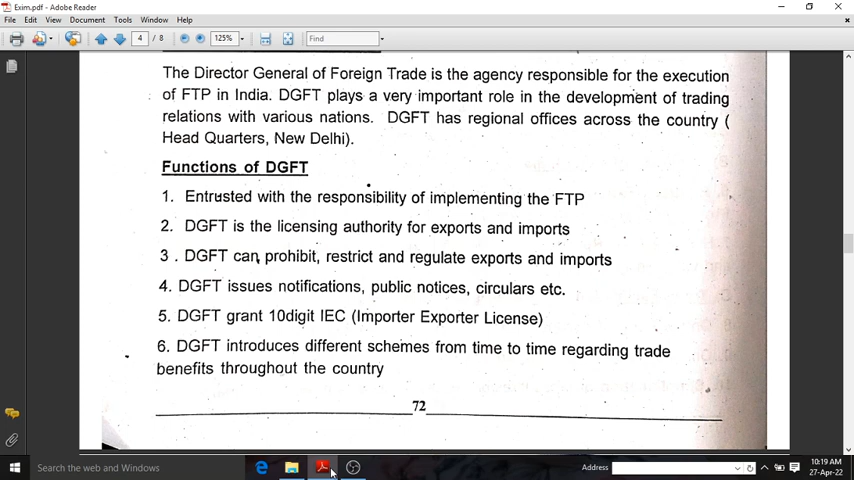 Exim.pdf - Adobe Reader
File Edit View Document Tools Window Help
4 / 8 125% Find
The Director General of Foreign Trade is the agency responsible for the execution
of FTP in India. DGFT plays a very important role in the development of trading
relations with various nations. DGFT has regional offices across the country (
Head Quarters, New Delhi).
Functions of DGFT
1. Entrusted with the responsibility of implementing the FTP
2. DGFT is the licensing authority for exports and imports
3 . DGFT can prohibit, restrict and regulate exports and imports
4. DGFT issues notifications, public notices, circulars etc.
5. DGFT grant 10digit IEC (Importer Exporter License)
6. DGFT introduces different schemes from time to time regarding trade
benefits throughout the country
72
Search the web and Windows
Address
10:19 AM
27-Apr-22